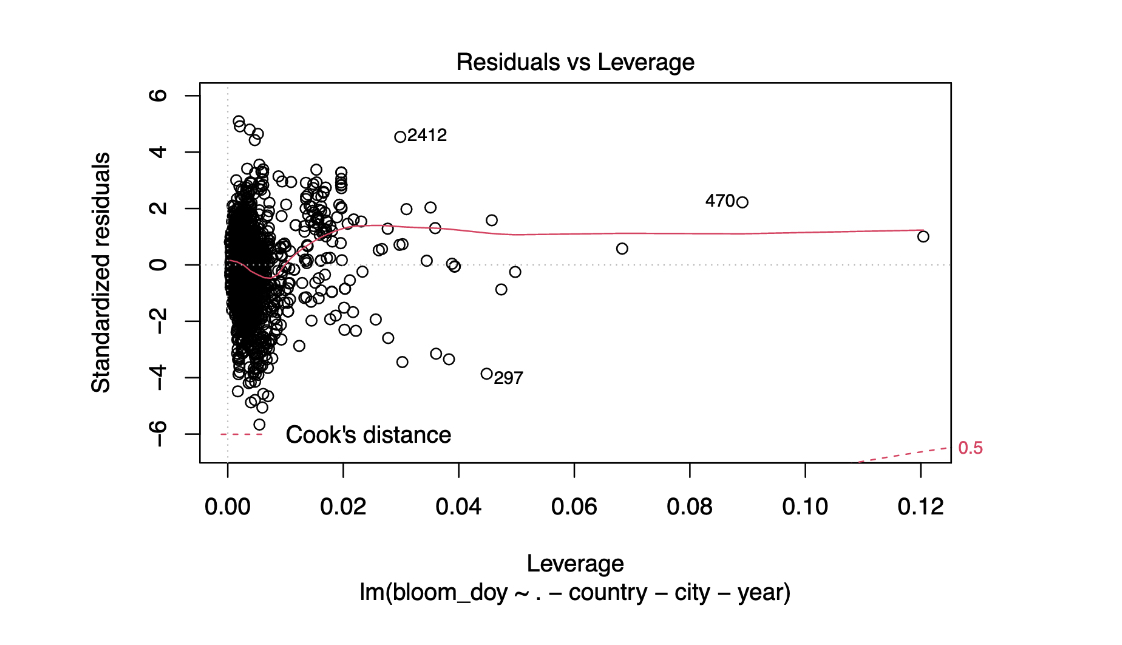 Residuals vs Leverage
Standardized residuals
6
4
2
0
−2
−4
−6
2412
470
297
Cook's distance
0.5
0.00 0.02 0.04 0.06 0.08 0.10 0.12
Leverage
lm(bloom_doy ~ . − country − city − year)